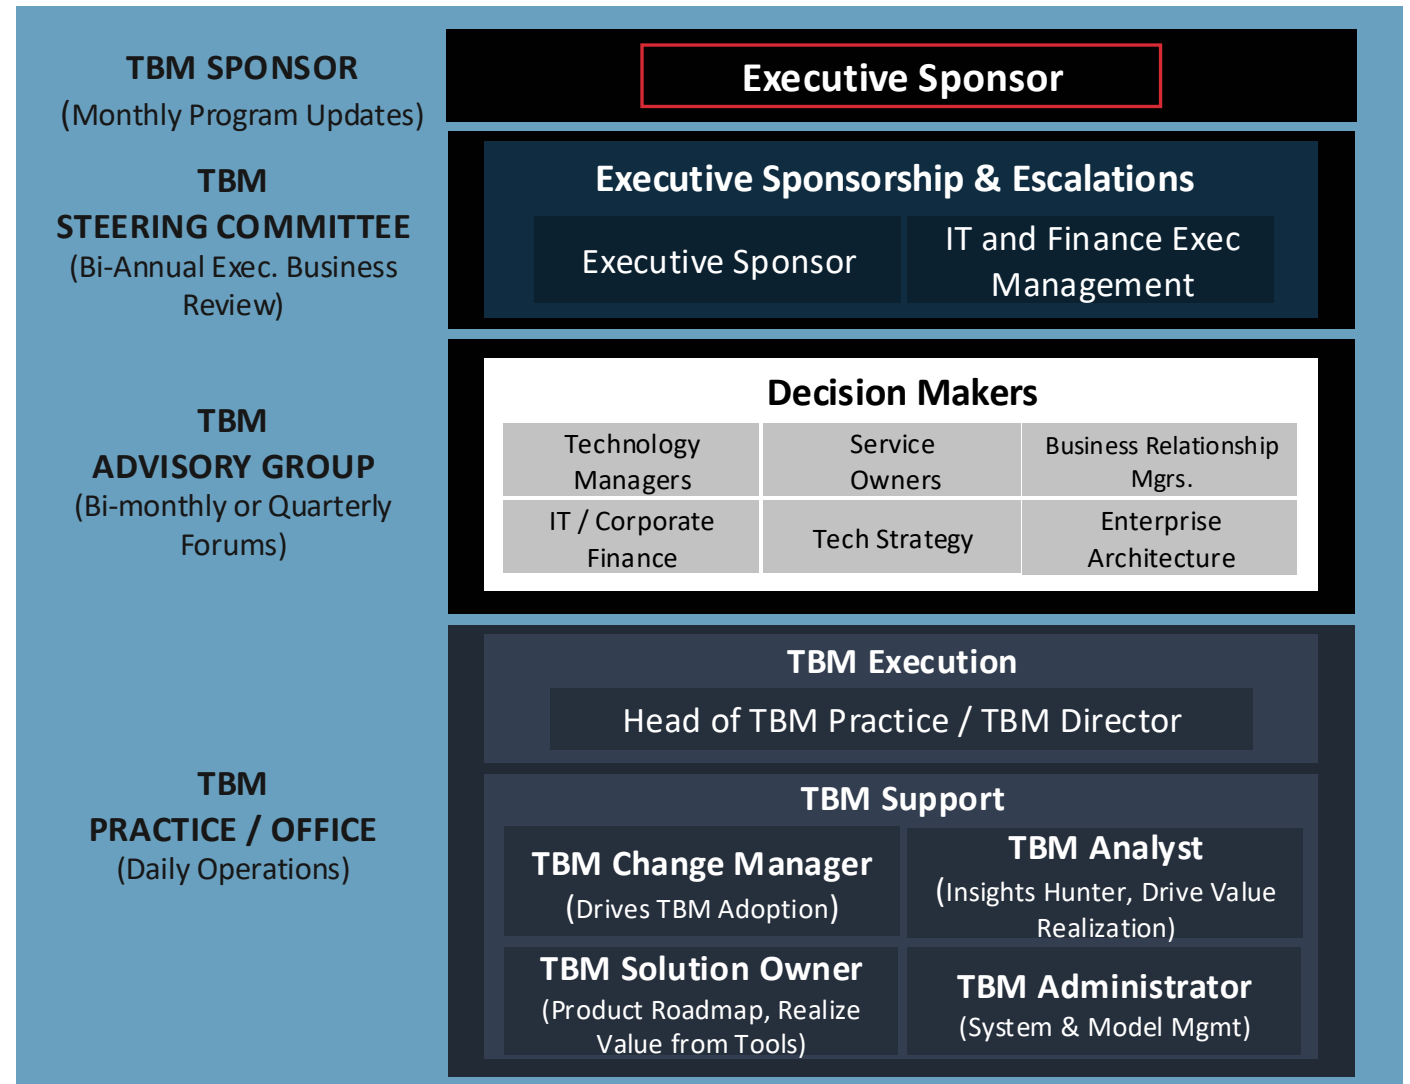 TBM SPONSOR
(Monthly Program Updates)
Executive Sponsor
TBM
STEERING COMMITTEE
(Bi-Annual Exec. Business
Review)
Executive Sponsorship & Escalations
Executive Sponsor
IT and Finance Exec
Management
TBM
ADVISORY GROUP
(Bi-monthly or Quarterly
Forums)
Decision Makers
Technology
Managers
Service
Owners
Business Relationship
Mgrs.
IT / Corporate
Finance
Tech Strategy
Enterprise
Architecture
TBM
PRACTICE / OFFICE
(Daily Operations)
TBM Execution
Head of TBM Practice / TBM Director
TBM Support
TBM Change Manager
(Drives TBM Adoption)
TBM Analyst
(Insights Hunter, Drive Value
Realization)
TBM Solution Owner
(Product Roadmap, Realize
Value from Tools)
TBM Administrator
(System & Model Mgmt)